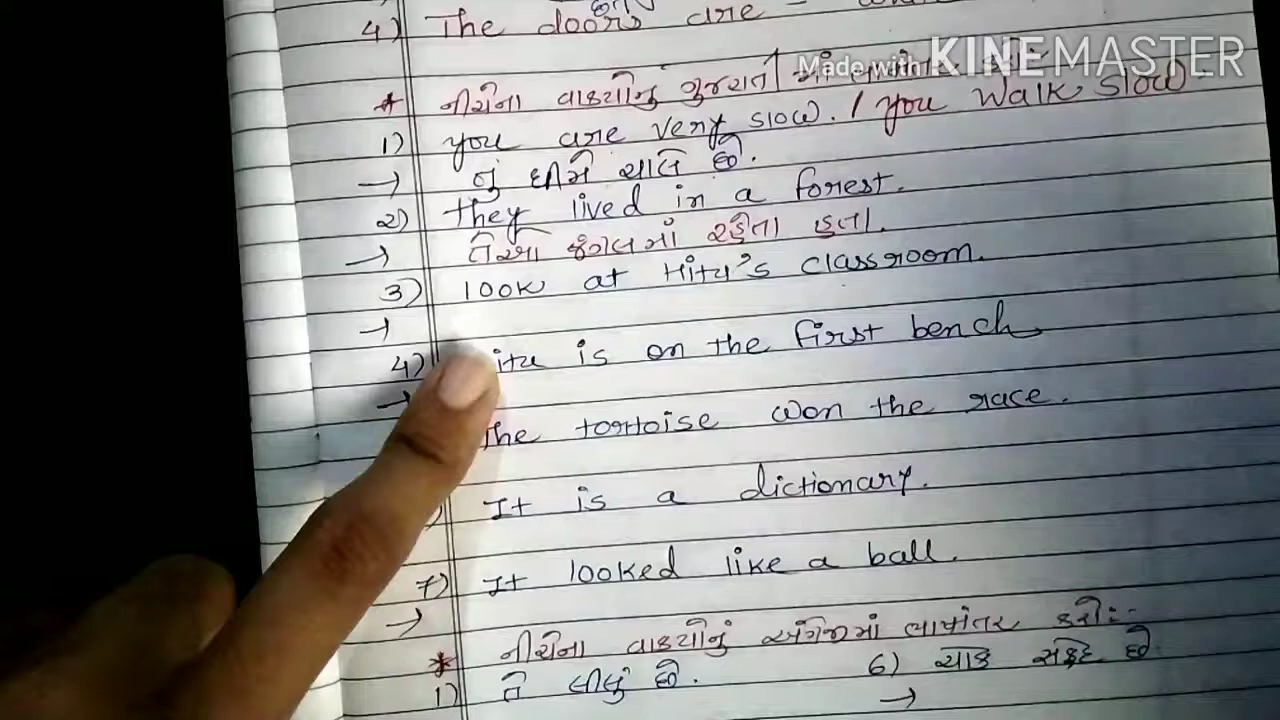 4) The doors are -
Made with KINEMASTER
* નીચેના વાક્યોનું ગુજરાતી માં
1) you are very slow. / you walk slow
→ તું ધીમે ચાલે છે.
2) they lived in a forest.
→ તેઓ જંગલમાં રહેતા હતા.
3) look at Hitu's classroom.
→
4) itu is on the first bench
→
The tortoise won the race.
) It is a dictionary.
7) It looked like a ball.
→
* નીચેના વાક્યોનું અંગ્રેજીમાં ભાષાંતર કરો:-
1) તે લીલું છે. 6) ચાક સફેદ છે
→